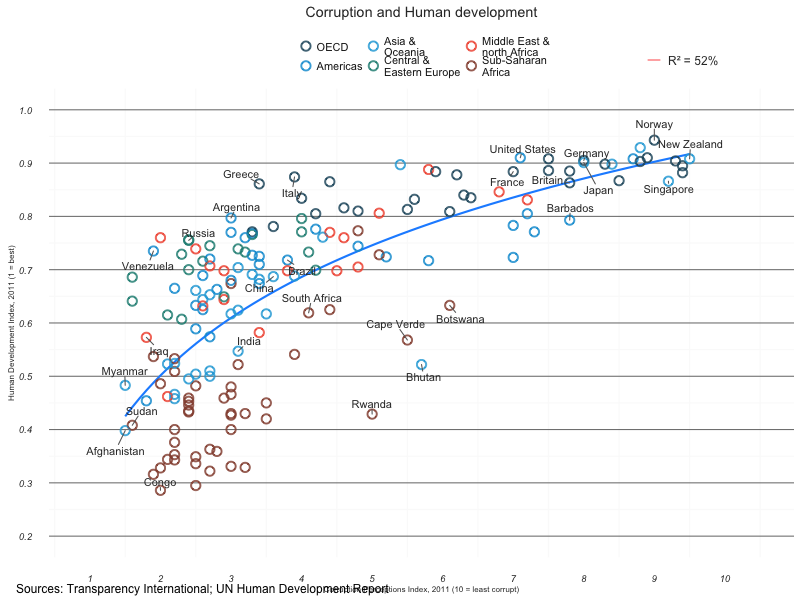 Corruption and Human development
OECD
Americas
Asia &
Oceania
Central &
Eastern Europe
Middle East &
north Africa
Sub-Saharan
Africa
R² = 52%
Human Development Index, 2011 (1 = best)
1.0
0.9
0.8
0.7
0.6
0.5
0.4
0.3
0.2
Norway
New Zealand
United States
Germany
Greece
Italy
France
Britain
Japan
Singapore
Argentina
Barbados
Russia
Venezuela
Brazil
China
South Africa
Cape Verde
Botswana
India
Iraq
Myanmar
Bhutan
Sudan
Rwanda
Afghanistan
Congo
1 2 3 4 5 6 7 8 9 10
Sources: Transparency International; UN Human Development Report
Perceptions Index, 2011 (10 = least corrupt)